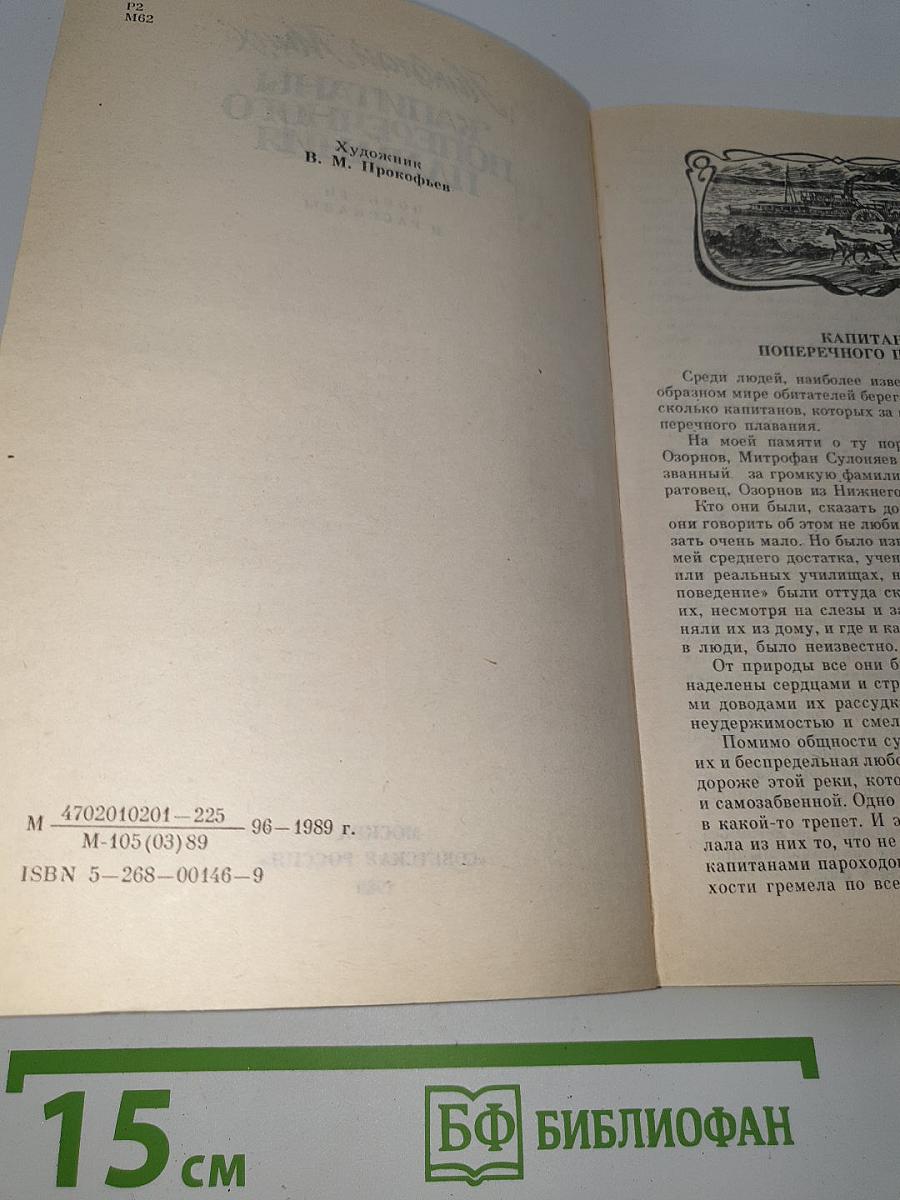 Р2
М62
Художник
В. М. Прокофьев
М 4702010201—225
М-105(03)89
96—1989 г.
ISBN 5—268—00146—9
КАПИТАН
ПОПЕРЕЧНОГО П
Среди людей, наиболее изве
образном мире обитателей берег
сколько капитанов, которых за
перечного плавания.
На моей памяти о ту пор
Озорнов, Митрофан Сулоняев
званный за громкую фамили
ратовец, Озорнов из Нижнего
Кто они были, сказать до
они говорить об этом не люби
зать очень мало. Но было изв
мей среднего достатка, учен
или реальных училищах, н
поведение» были оттуда ск
их, несмотря на слезы и за
няли их из дому, и где и ка
в люди, было неизвестно.
От природы все они б
наделены сердцами и стр
ми доводами их рассудк
неудержимостью и смел
Помимо общности су
их и беспредельная любо
дороже этой реки, кото
и самозабвенной. Одно
в какой-то трепет. И э
лала из них то, что не
капитанами пароходо
хости гремела по все
15 см
БФ БИБЛИОФАН